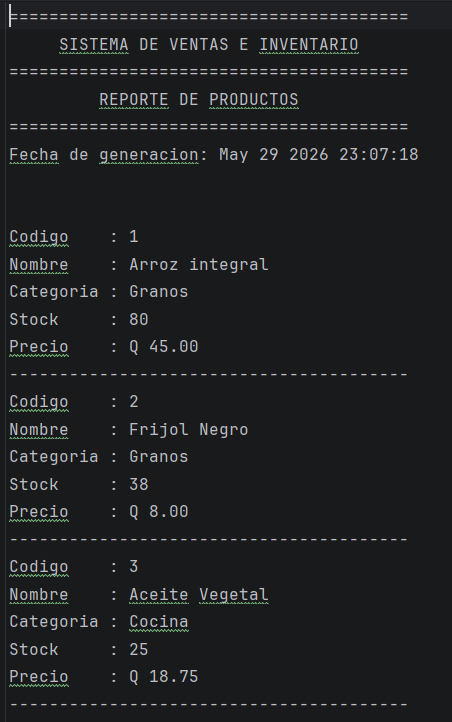 ========================================
SISTEMA DE VENTAS E INVENTARIO
========================================
REPORTE DE PRODUCTOS
========================================
Fecha de generacion: May 29 2026 23:07:18
Codigo    : 1
Nombre    : Arroz integral
Categoria : Granos
Stock     : 80
Precio    : Q 45.00
----------------------------------------
Codigo    : 2
Nombre    : Frijol Negro
Categoria : Granos
Stock     : 38
Precio    : Q 8.00
----------------------------------------
Codigo    : 3
Nombre    : Aceite Vegetal
Categoria : Cocina
Stock     : 25
Precio    : Q 18.75
----------------------------------------